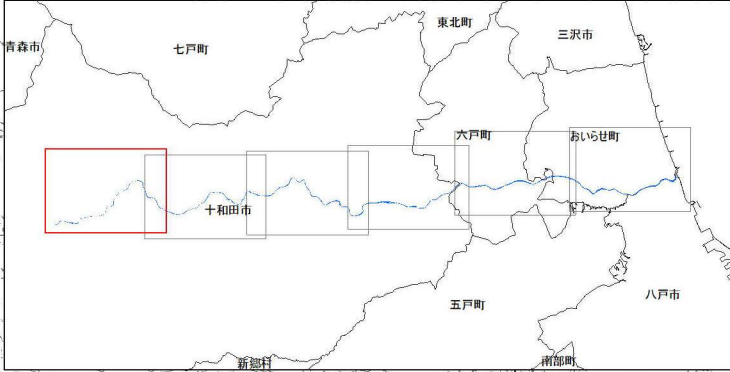 東北町
三沢市
青森市
七戸町
六戸町
おいらせ町
十和田市
五戸町
八戸市
新郷村
南部町